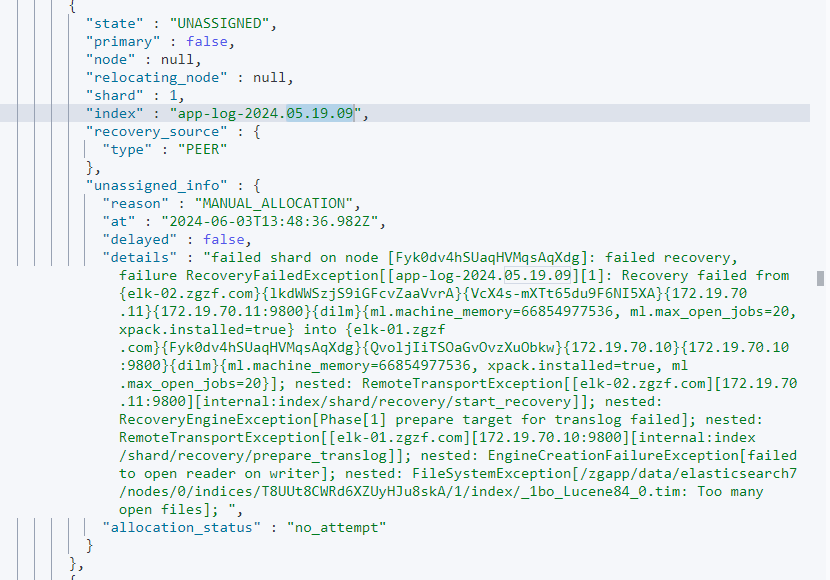 {
"state" : "UNASSIGNED",
"primary" : false,
"node" : null,
"relocating_node" : null,
"shard" : 1,
"index" : "app-log-2024.05.19.09",
"recovery_source" : {
"type" : "PEER"
},
"unassigned_info" : {
"reason" : "MANUAL_ALLOCATION",
"at" : "2024-06-03T13:48:36.982Z",
"delayed" : false,
"details" : "failed shard on node [Fyk0dv4hSUaqHVMqsAqXdg]: failed recovery,
failure RecoveryFailedException[[app-log-2024.05.19.09][1]: Recovery failed from
{elk-02.zgzf.com}{lkdWWSzjS9iGFcvZaaVvrA}{VcX4s-mXTt65du9F6NI5XA}{172.19.70
.11}{172.19.70.11:9800}{dilm}{ml.machine_memory=66854977536, ml.max_open_jobs=20,
xpack.installed=true} into {elk-01.zgzf
.com}{Fyk0dv4hSUaqHVMqsAqXdg}{QvoljIiTSOaGvOvzXuObkw}{172.19.70.10}{172.19.70.10
:9800}{dilm}{ml.machine_memory=66854977536, xpack.installed=true, ml
.max_open_jobs=20}]; nested: RemoteTransportException[[elk-02.zgzf.com][172.19.70
.11:9800][internal:index/shard/recovery/start_recovery]]; nested:
RecoveryEngineException[Phase[1] prepare target for translog failed]; nested:
RemoteTransportException[[elk-01.zgzf.com][172.19.70.10:9800][internal:index
/shard/recovery/prepare_translog]]; nested: EngineCreationFailureException[failed
to open reader on writer]; nested: FileSystemException[/zgapp/data/elasticsearch7
/nodes/0/indices/T8UUt8CWRd6XZUyHJu8skA/1/index/_1bo_Lucene84_0.tim: Too many
open files]; ",
"allocation_status" : "no_attempt"
}
},
{